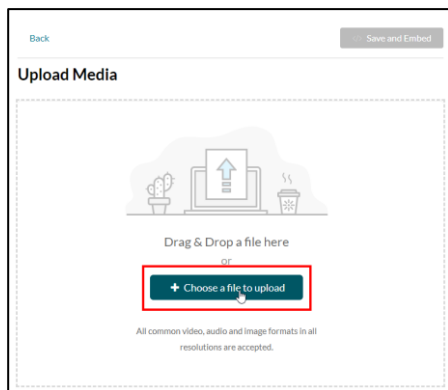 Back
Save and Embed
Upload Media
Drag & Drop a file here
or
+ Choose a file to upload
All common video, audio and image formats in all
resolutions are accepted.